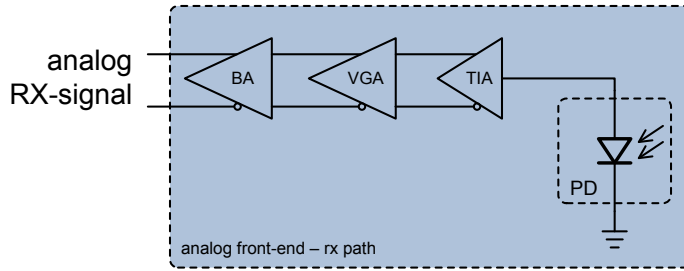 analog
RX-signal
BA
VGA
TIA
PD
analog front-end – rx path